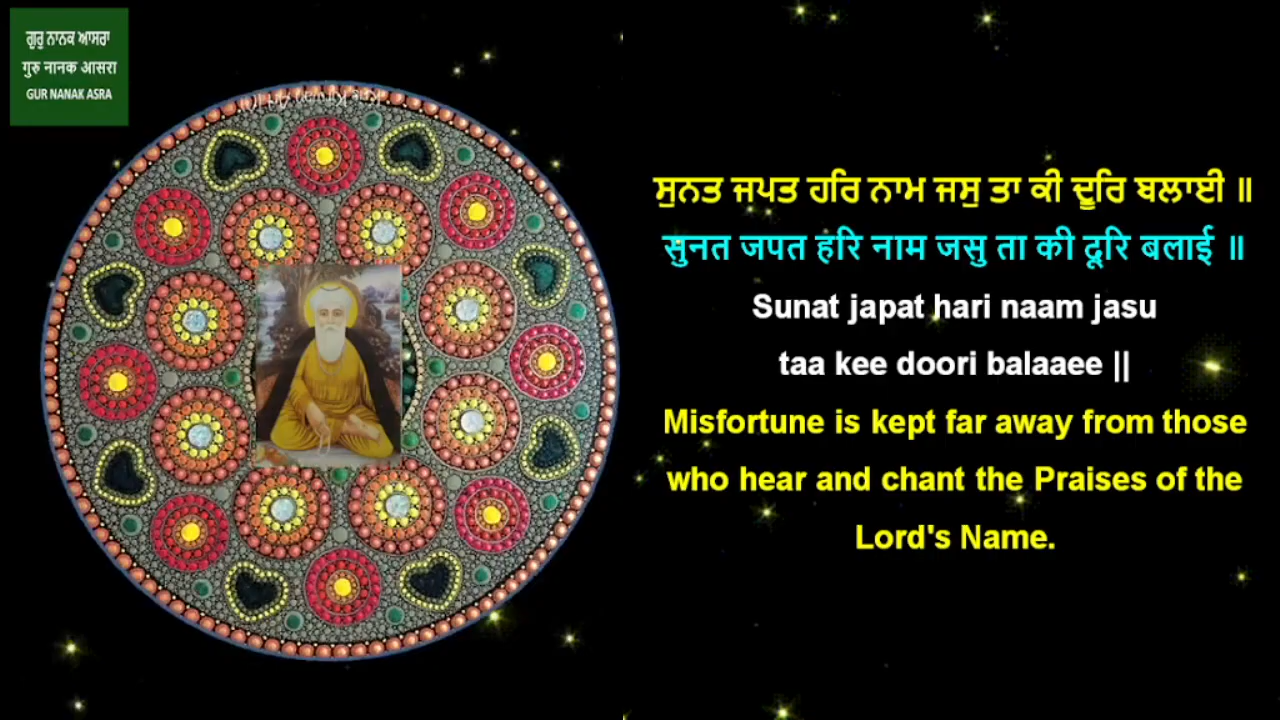 ਗੁਰੁ ਨਾਨਕ ਆਸਰਾ
गुरु नानक आसरा
GUR NANAK ASRA
ਸੁਨਤ ਜਪਤ ਹਰਿ ਨਾਮ ਜਸੁ ਤਾ ਕੀ ਦੂਰਿ ਬਲਾਈ ॥
सुनत जपत हरि नाम जसु ता की दूरि बलाई ॥
Sunat japat hari naam jasu
taa kee doori balaaee ||
Misfortune is kept far away from those
who hear and chant the Praises of the
Lord's Name.